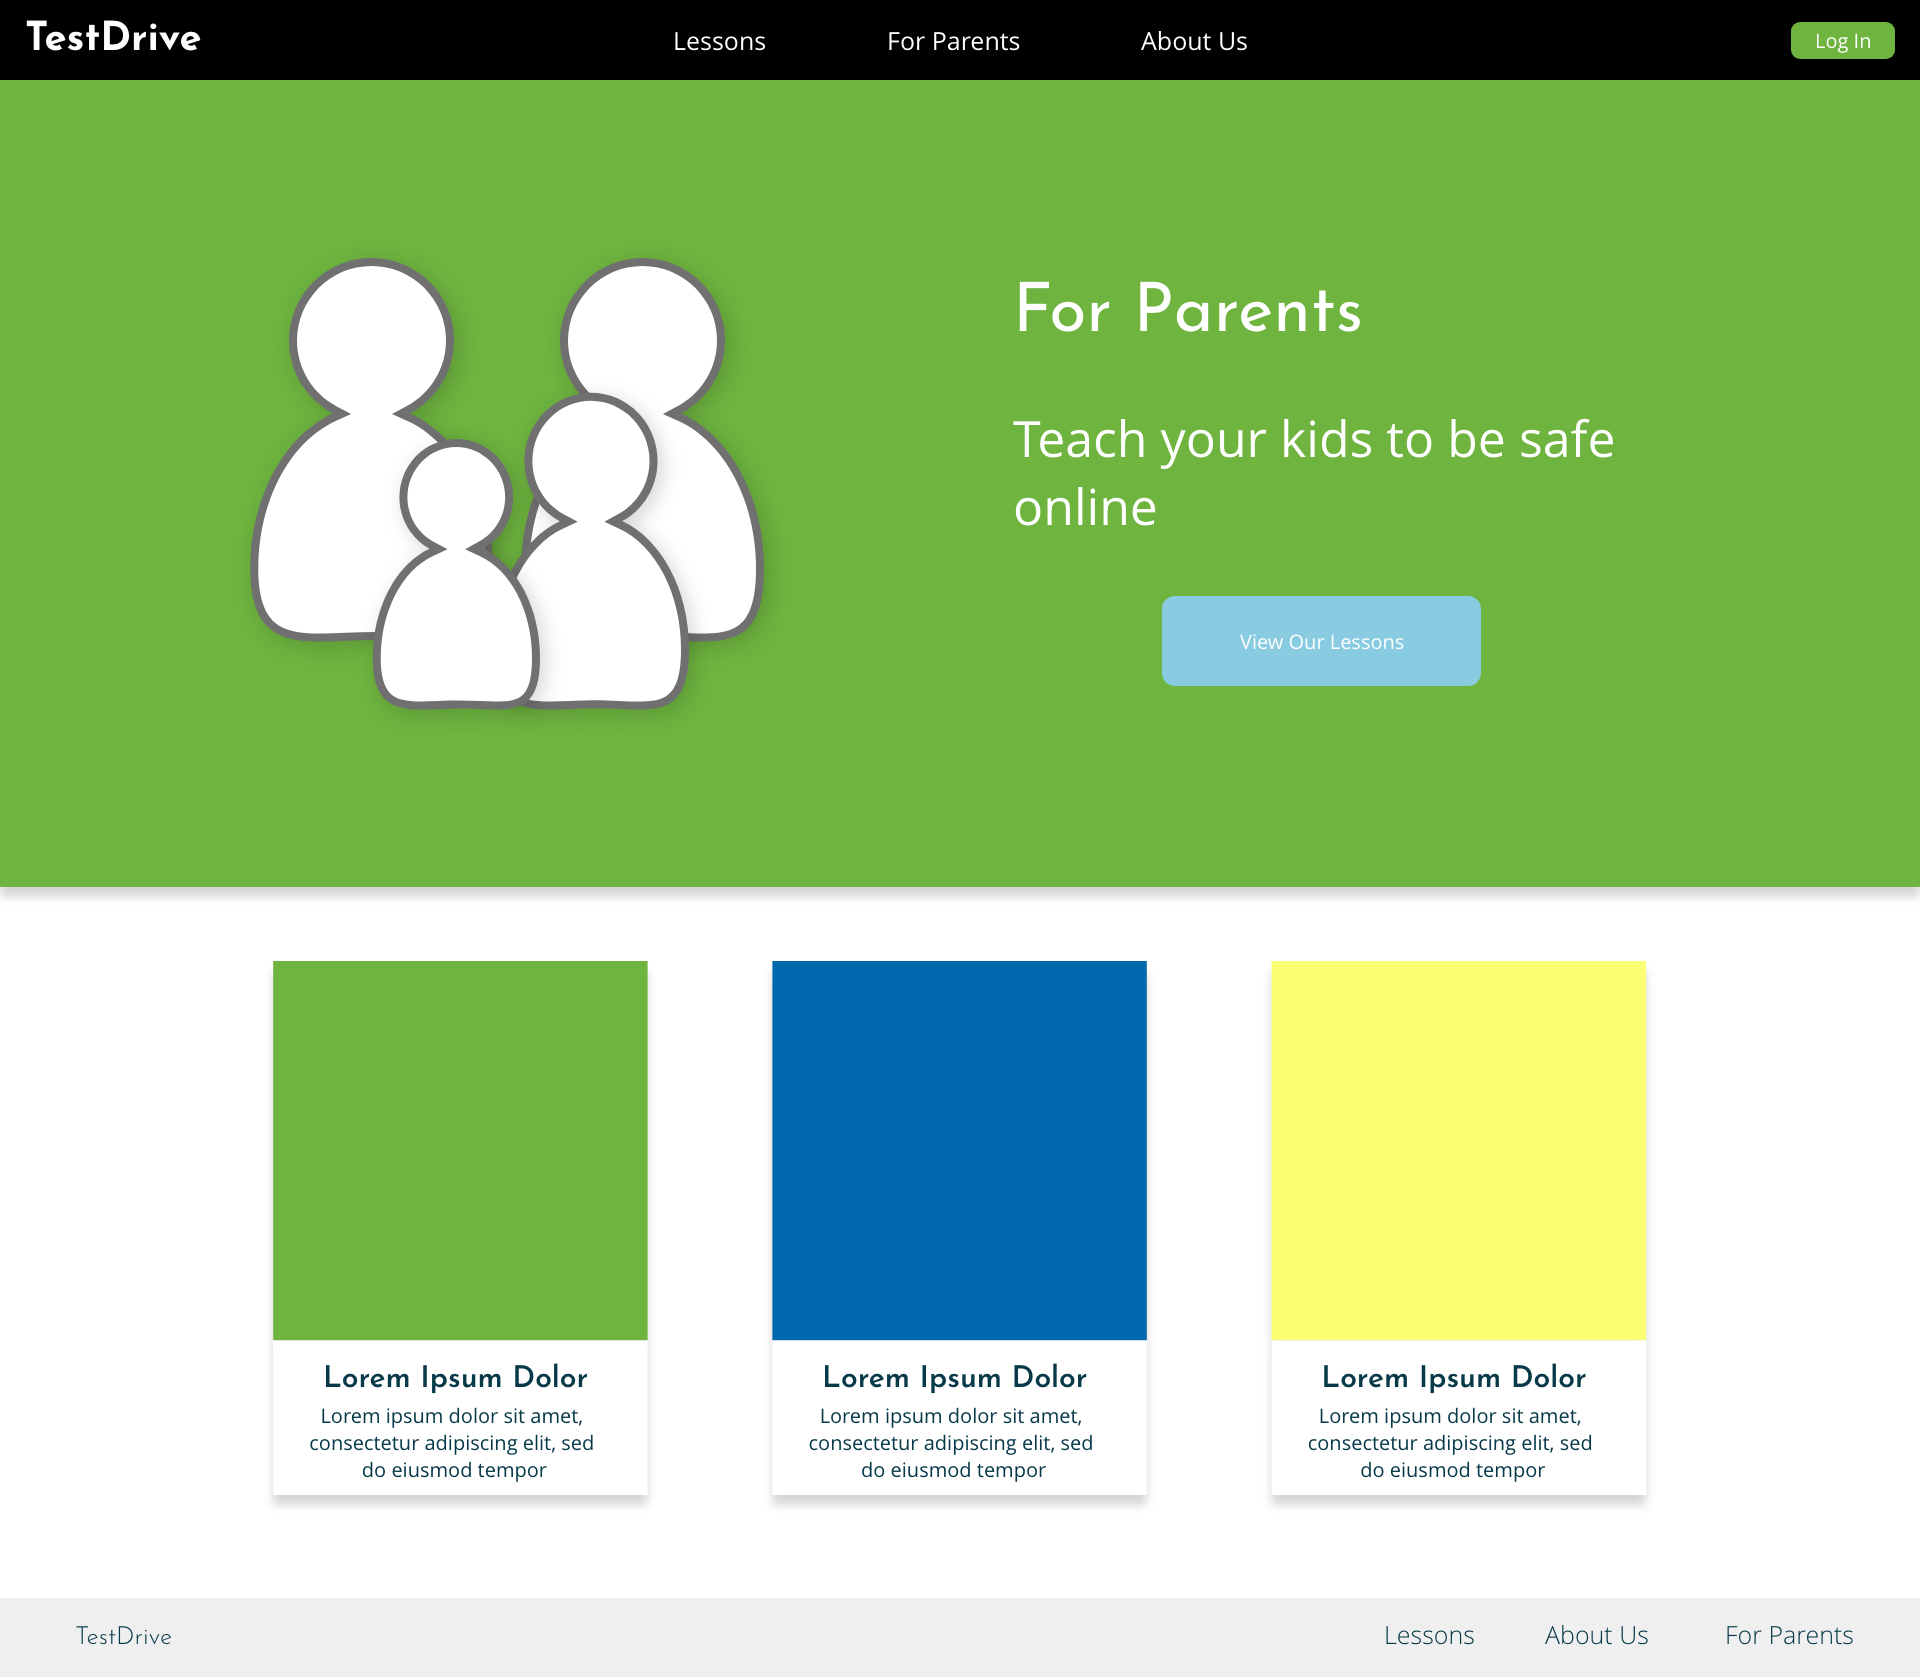 TestDrive
Lessons
For Parents
About Us
Log In
For Parents
Teach your kids to be safe
online
View Our Lessons
Lorem Ipsum Dolor
Lorem ipsum dolor sit amet,
consectetur adipiscing elit, sed
do eiusmod tempor
Lorem Ipsum Dolor
Lorem ipsum dolor sit amet,
consectetur adipiscing elit, sed
do eiusmod tempor
Lorem Ipsum Dolor
Lorem ipsum dolor sit amet,
consectetur adipiscing elit, sed
do eiusmod tempor
TestDrive
Lessons
About Us
For Parents